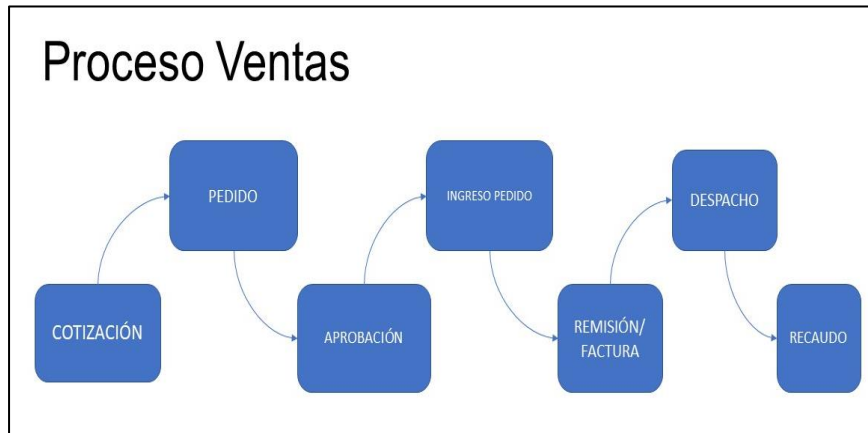 Proceso Ventas
COTIZACIÓN
PEDIDO
APROBACIÓN
INGRESO PEDIDO
REMISIÓN/
FACTURA
DESPACHO
RECAUDO